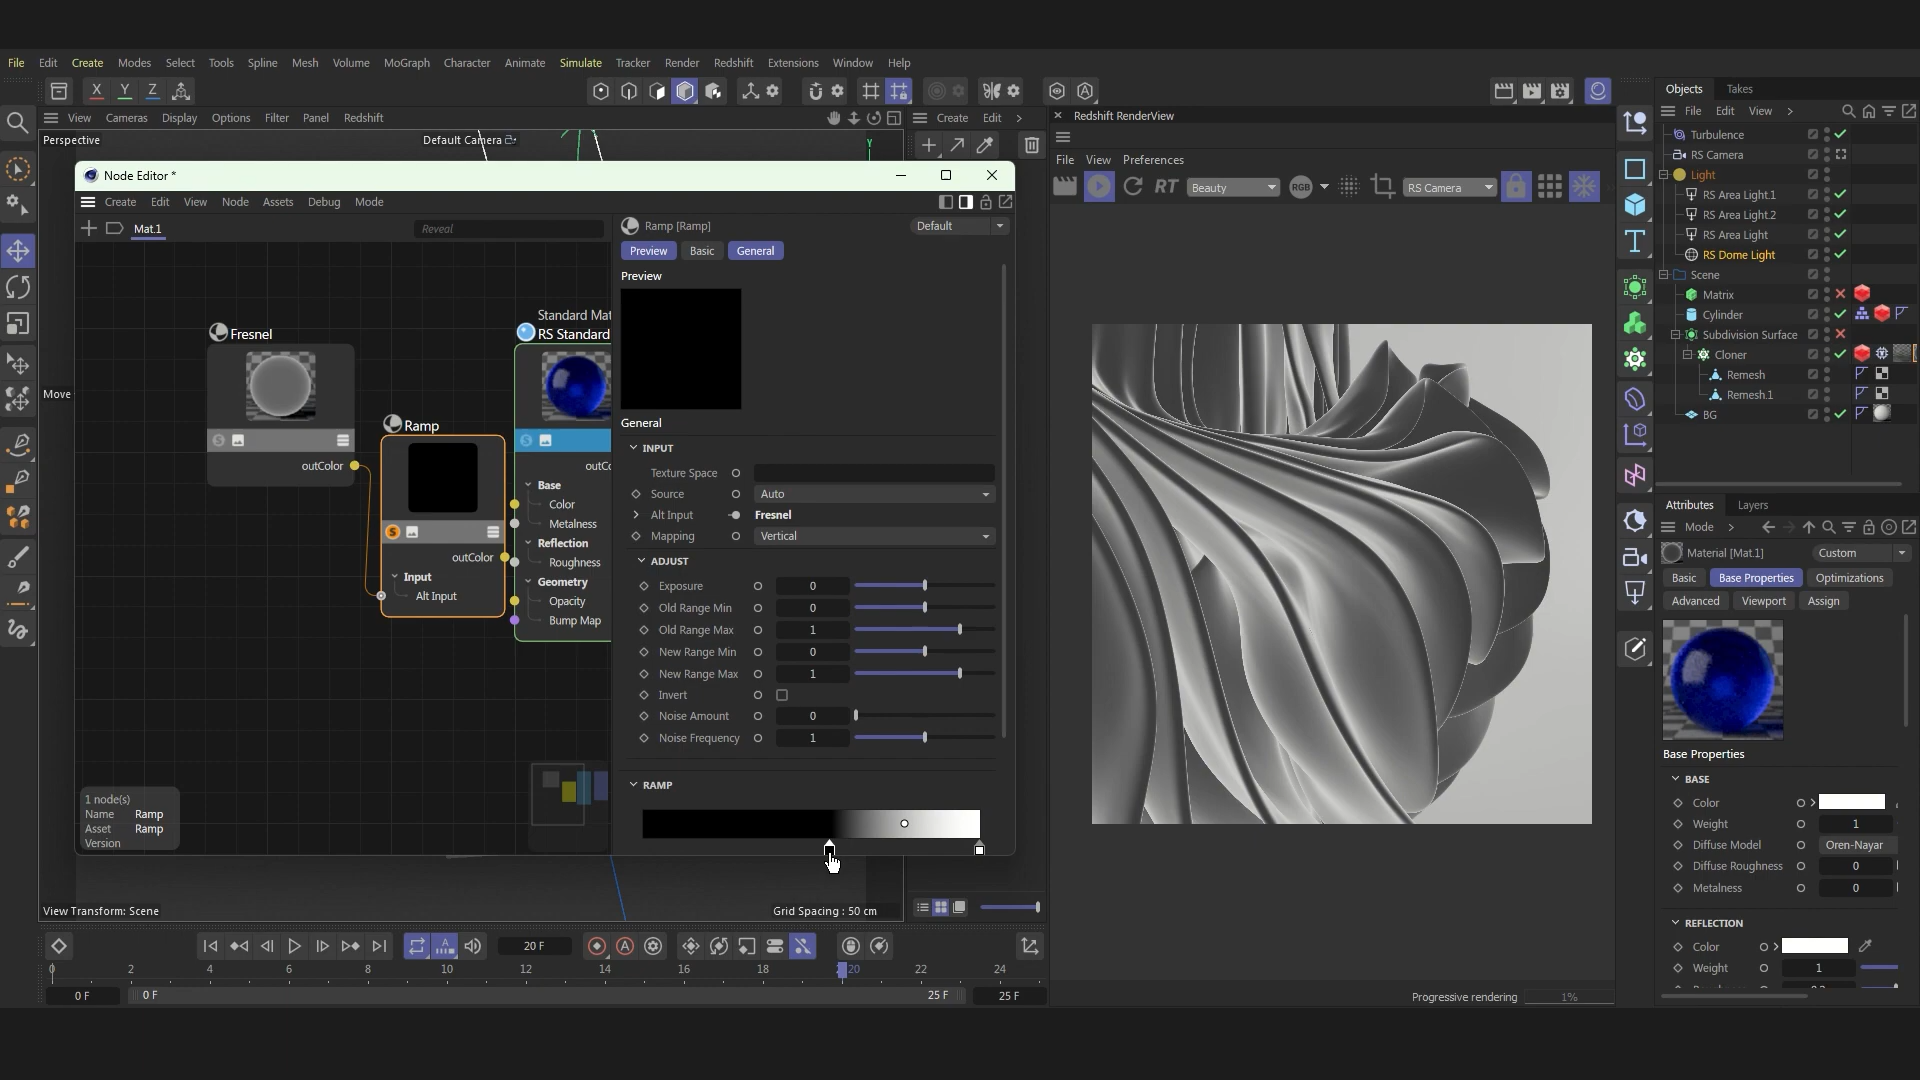 File Edit Create Modes Select Tools Spline Mesh Volume MoGraph Character Animate Simulate Tracker Render Redshift Extensions Window Help
X Y Z
View Cameras Display Options Filter Panel Redshift
Create Edit
Perspective
Default Camera
Y
Move
Node Editor *
Create Edit View Node Assets Debug Mode
Mat.1
Reveal
Fresnel
outColor
Ramp
outColor
Input
Alt Input
Standard Mat
RS Standard
outCo
Base
Color
Metalness
Reflection
Roughness
Geometry
Opacity
Bump Map
1 node(s)
Name Ramp
Asset Ramp
Version
Ramp [Ramp]
Default
Preview Basic General
Preview
General
INPUT
Texture Space
Source Auto
Alt Input Fresnel
Mapping Vertical
ADJUST
Exposure 0
Old Range Min 0
Old Range Max 1
New Range Min 0
New Range Max 1
Invert
Noise Amount 0
Noise Frequency 1
RAMP
View Transform: Scene
Grid Spacing : 50 cm
20 F
0 2 4 6 8 10 12 14 16 18 20 22 24
0 F
0 F
25 F
25 F
Redshift RenderView
File View Preferences
RT Beauty RGB RS Camera
Progressive rendering 1%
Objects Takes
File Edit View
Turbulence
RS Camera
Light
RS Area Light.1
RS Area Light.2
RS Area Light
RS Dome Light
Scene
Matrix
Cylinder
Subdivision Surface
Cloner
Remesh
Remesh.1
BG
Attributes Layers
Mode
Material [Mat.1] Custom
Basic Base Properties Optimizations
Advanced Viewport Assign
Base Properties
BASE
Color
Weight 1
Diffuse Model Oren-Nayar
Diffuse Roughness 0
Metalness 0
REFLECTION
Color
Weight 1